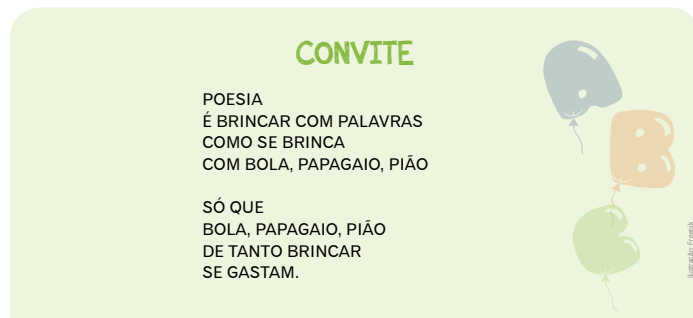 CONVITE
POESIA
É BRINCAR COM PALAVRAS
COMO SE BRINCA
COM BOLA, PAPAGAIO, PIÃO
SÓ QUE
BOLA, PAPAGAIO, PIÃO
DE TANTO BRINCAR
SE GASTAM.
Ilustração: Freepik